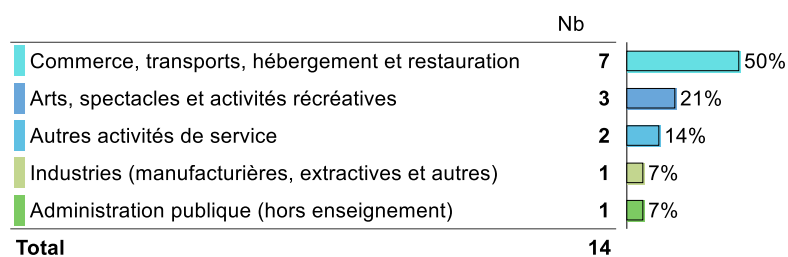 Nb
Commerce, transports, hébergement et restauration 7 50%
Arts, spectacles et activités récréatives 3 21%
Autres activités de service 2 14%
Industries (manufacturières, extractives et autres) 1 7%
Administration publique (hors enseignement) 1 7%
Total 14